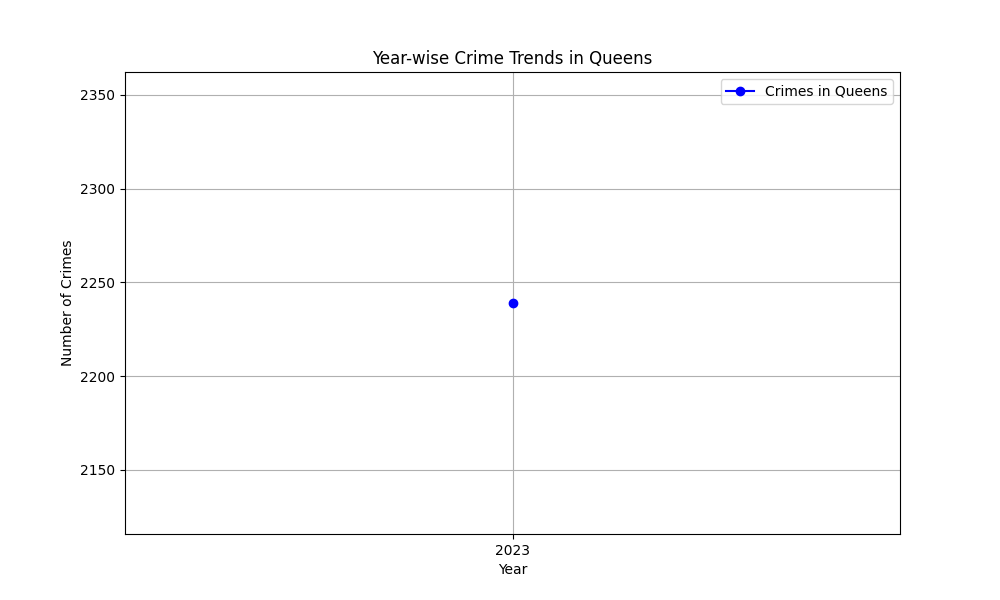 Year-wise Crime Trends in Queens
Crimes in Queens
2350
2300
2250
2200
2150
Number of Crimes
2023
Year